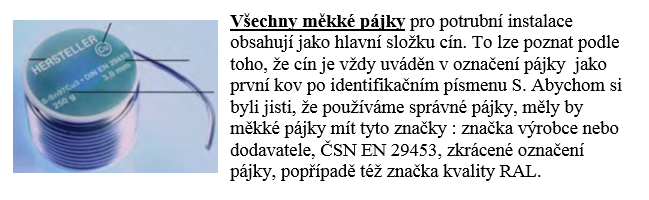 HERSTELLER
Cu
S-Sn97Cu3 · DIN EN 29453
250 g 3,0 mm
Všechny měkké pájky pro potrubní instalace
obsahují jako hlavní složku cín. To lze poznat podle
toho, že cín je vždy uváděn v označení pájky jako
první kov po identifikačním písmenu S. Abychom si
byli jisti, že používáme správné pájky, měly by
měkké pájky mít tyto značky : značka výrobce nebo
dodavatele, ČSN EN 29453, zkrácené označení
pájky, popřípadě též značka kvality RAL.